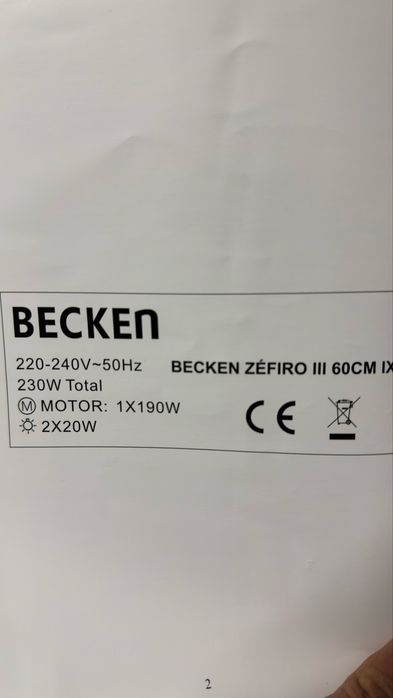 BECKEN
220-240V~50Hz BECKEN ZÉFIRO III 60CM IX
230W Total
M MOTOR: 1X190W
2X20W
CE
2